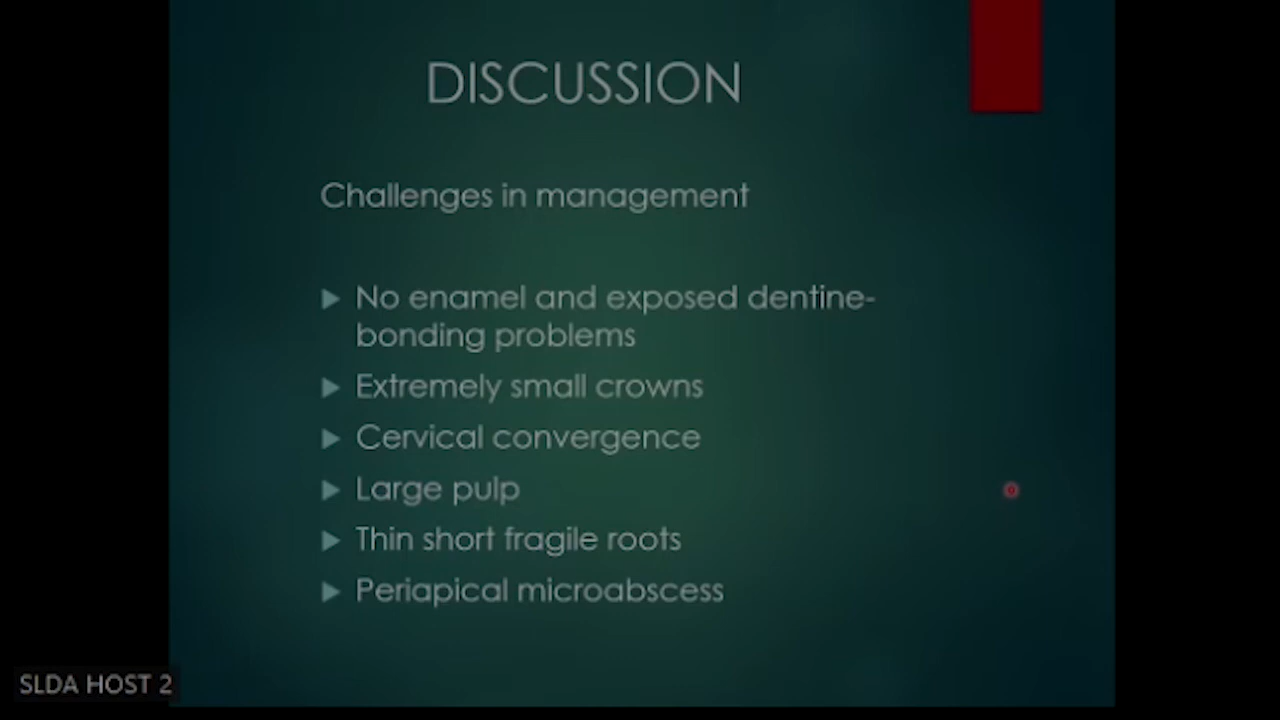 DISCUSSION
Challenges in management
No enamel and exposed dentine-
bonding problems
Extremely small crowns
Cervical convergence
Large pulp
Thin short fragile roots
Periapical microabscess
SLDA HOST 2